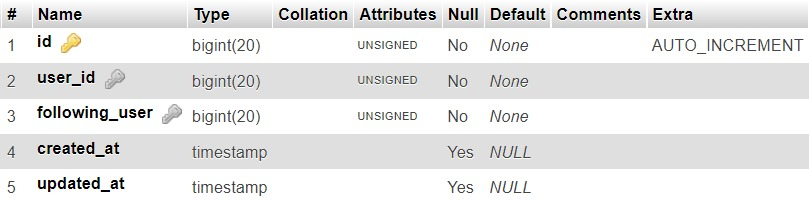 # Name Type Collation Attributes Null Default Comments Extra
1 id bigint(20) UNSIGNED No None AUTO_INCREMENT
2 user_id bigint(20) UNSIGNED No None
3 following_user bigint(20) UNSIGNED No None
4 created_at timestamp Yes NULL
5 updated_at timestamp Yes NULL